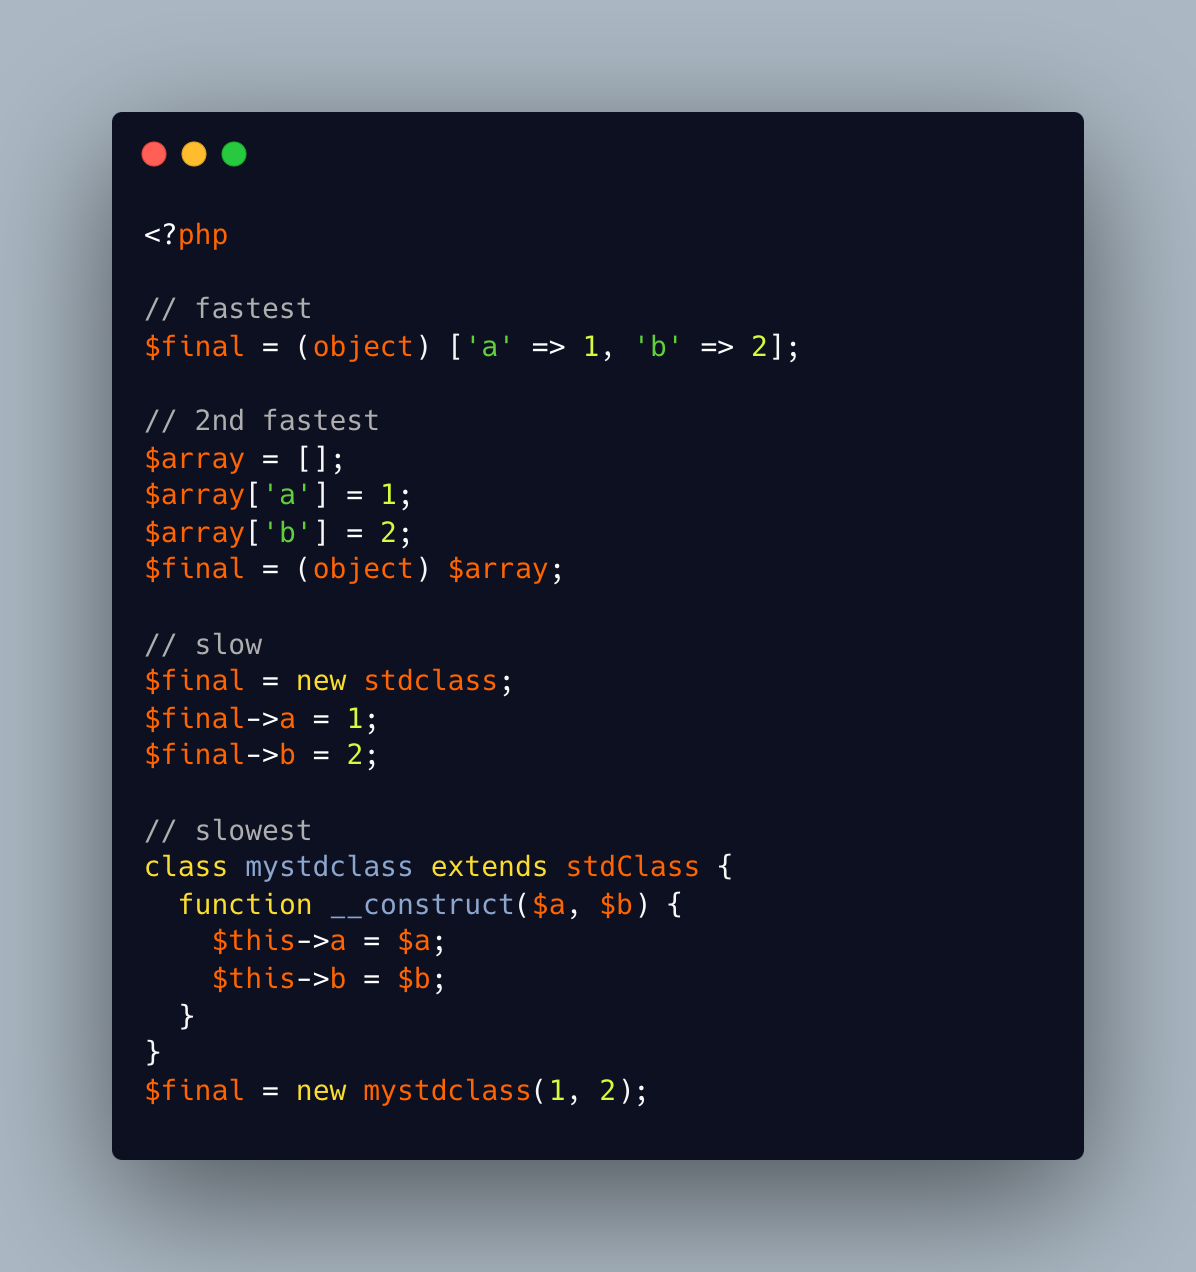 <?php
// fastest
$final = (object) ['a' => 1, 'b' => 2];
// 2nd fastest
$array = [];
$array['a'] = 1;
$array['b'] = 2;
$final = (object) $array;
// slow
$final = new stdclass;
$final->a = 1;
$final->b = 2;
// slowest
class mystdclass extends stdClass {
  function __construct($a, $b) {
    $this->a = $a;
    $this->b = $b;
  }
}
$final = new mystdclass(1, 2);